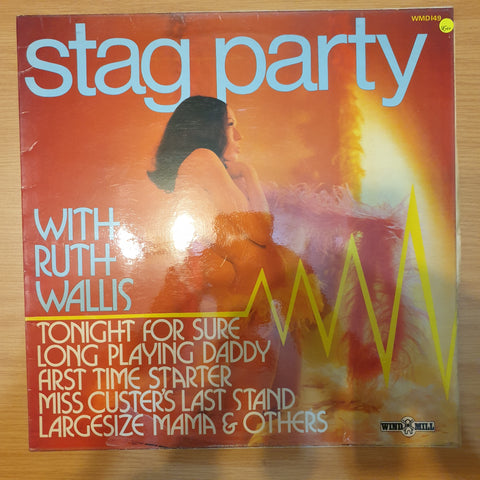 WMD149
stag party
WITH
RUTH
WALLIS
TONIGHT FOR SURE
LONG PLAYING DADDY
FIRST TIME STARTER
MISS CUSTER'S LAST STAND
LARGESIZE MAMA & OTHERS
WIND MILL